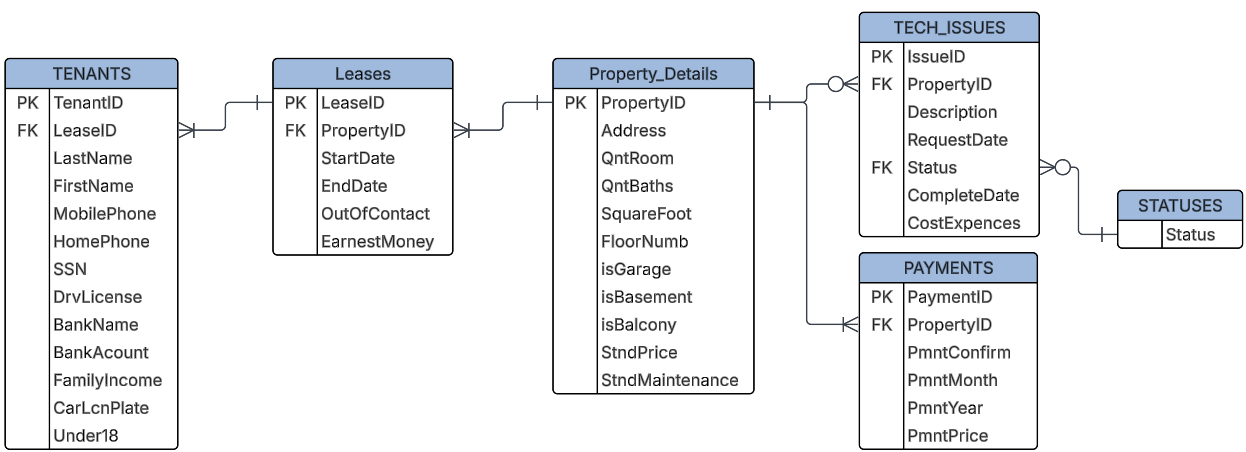 TENANTS
PK TenantID
FK LeaseID
LastName
FirstName
MobilePhone
HomePhone
SSN
DrvLicense
BankName
BankAcount
FamilyIncome
CarLcnPlate
Under18
Leases
PK LeaseID
FK PropertyID
StartDate
EndDate
OutOfContact
EarnestMoney
Property_Details
PK PropertyID
Address
QntRoom
QntBaths
SquareFoot
FloorNumb
isGarage
isBasement
isBalcony
StndPrice
StndMaintenance
TECH_ISSUES
PK IssueID
FK PropertyID
Description
RequestDate
FK Status
CompleteDate
CostExpences
PAYMENTS
PK PaymentID
FK PropertyID
PmntConfirm
PmntMonth
PmntYear
PmntPrice
STATUSES
Status